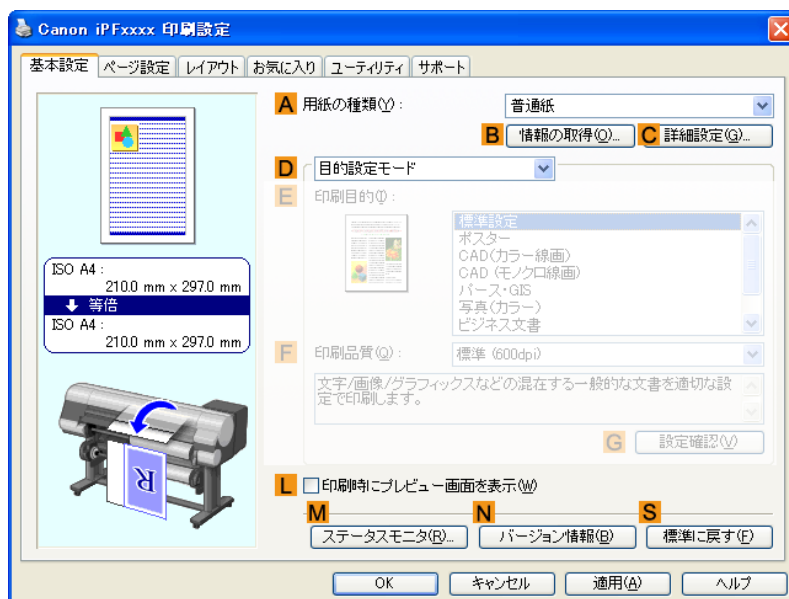 Canon iPFxxxx 印刷設定
基本設定 ページ設定 レイアウト お気に入り ユーティリティ サポート
A 用紙の種類(Y): 普通紙
B 情報の取得(O)... C 詳細設定(G)...
D 目的設定モード
E 印刷目的(I):
標準設定
ポスター
CAD(カラー線画)
CAD (モノクロ線画)
パース・GIS
写真(カラー)
ビジネス文書
ISO A4 :
210.0 mm x 297.0 mm
等倍
ISO A4 :
210.0 mm x 297.0 mm
F 印刷品質(Q): 標準 (600dpi)
文字/画像/グラフィックスなどの混在する一般的な文書を適切な設
定で印刷します。
G 設定確認(V)
R
L 印刷時にプレビュー画面を表示(W)
M N S
ステータスモニタ(R)... バージョン情報(B) 標準に戻す(F)
OK キャンセル 適用(A) ヘルプ